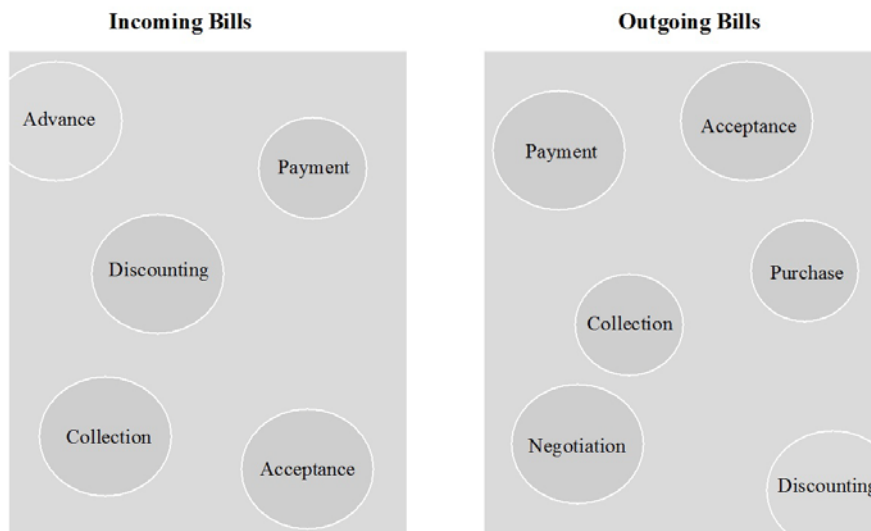 Incoming Bills
Advance
Payment
Discounting
Collection
Acceptance
Outgoing Bills
Payment
Acceptance
Purchase
Collection
Negotiation
Discounting